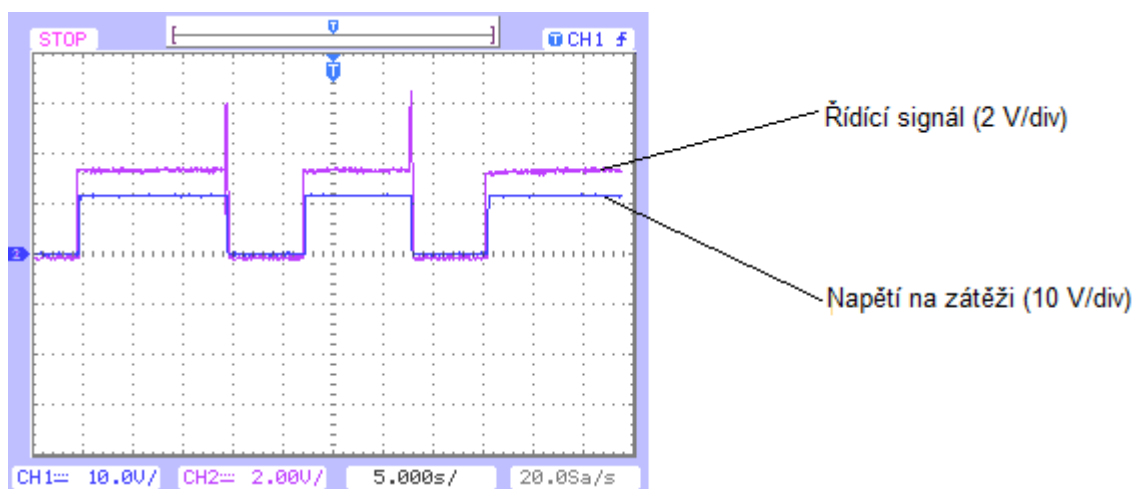 STOP
T
T CH1
T
Řídící signál (2 V/div)
2
Napětí na zátěži (10 V/div)
CH1 10.0V/ CH2 2.00V/ 5.000s/ 20.0Sa/s